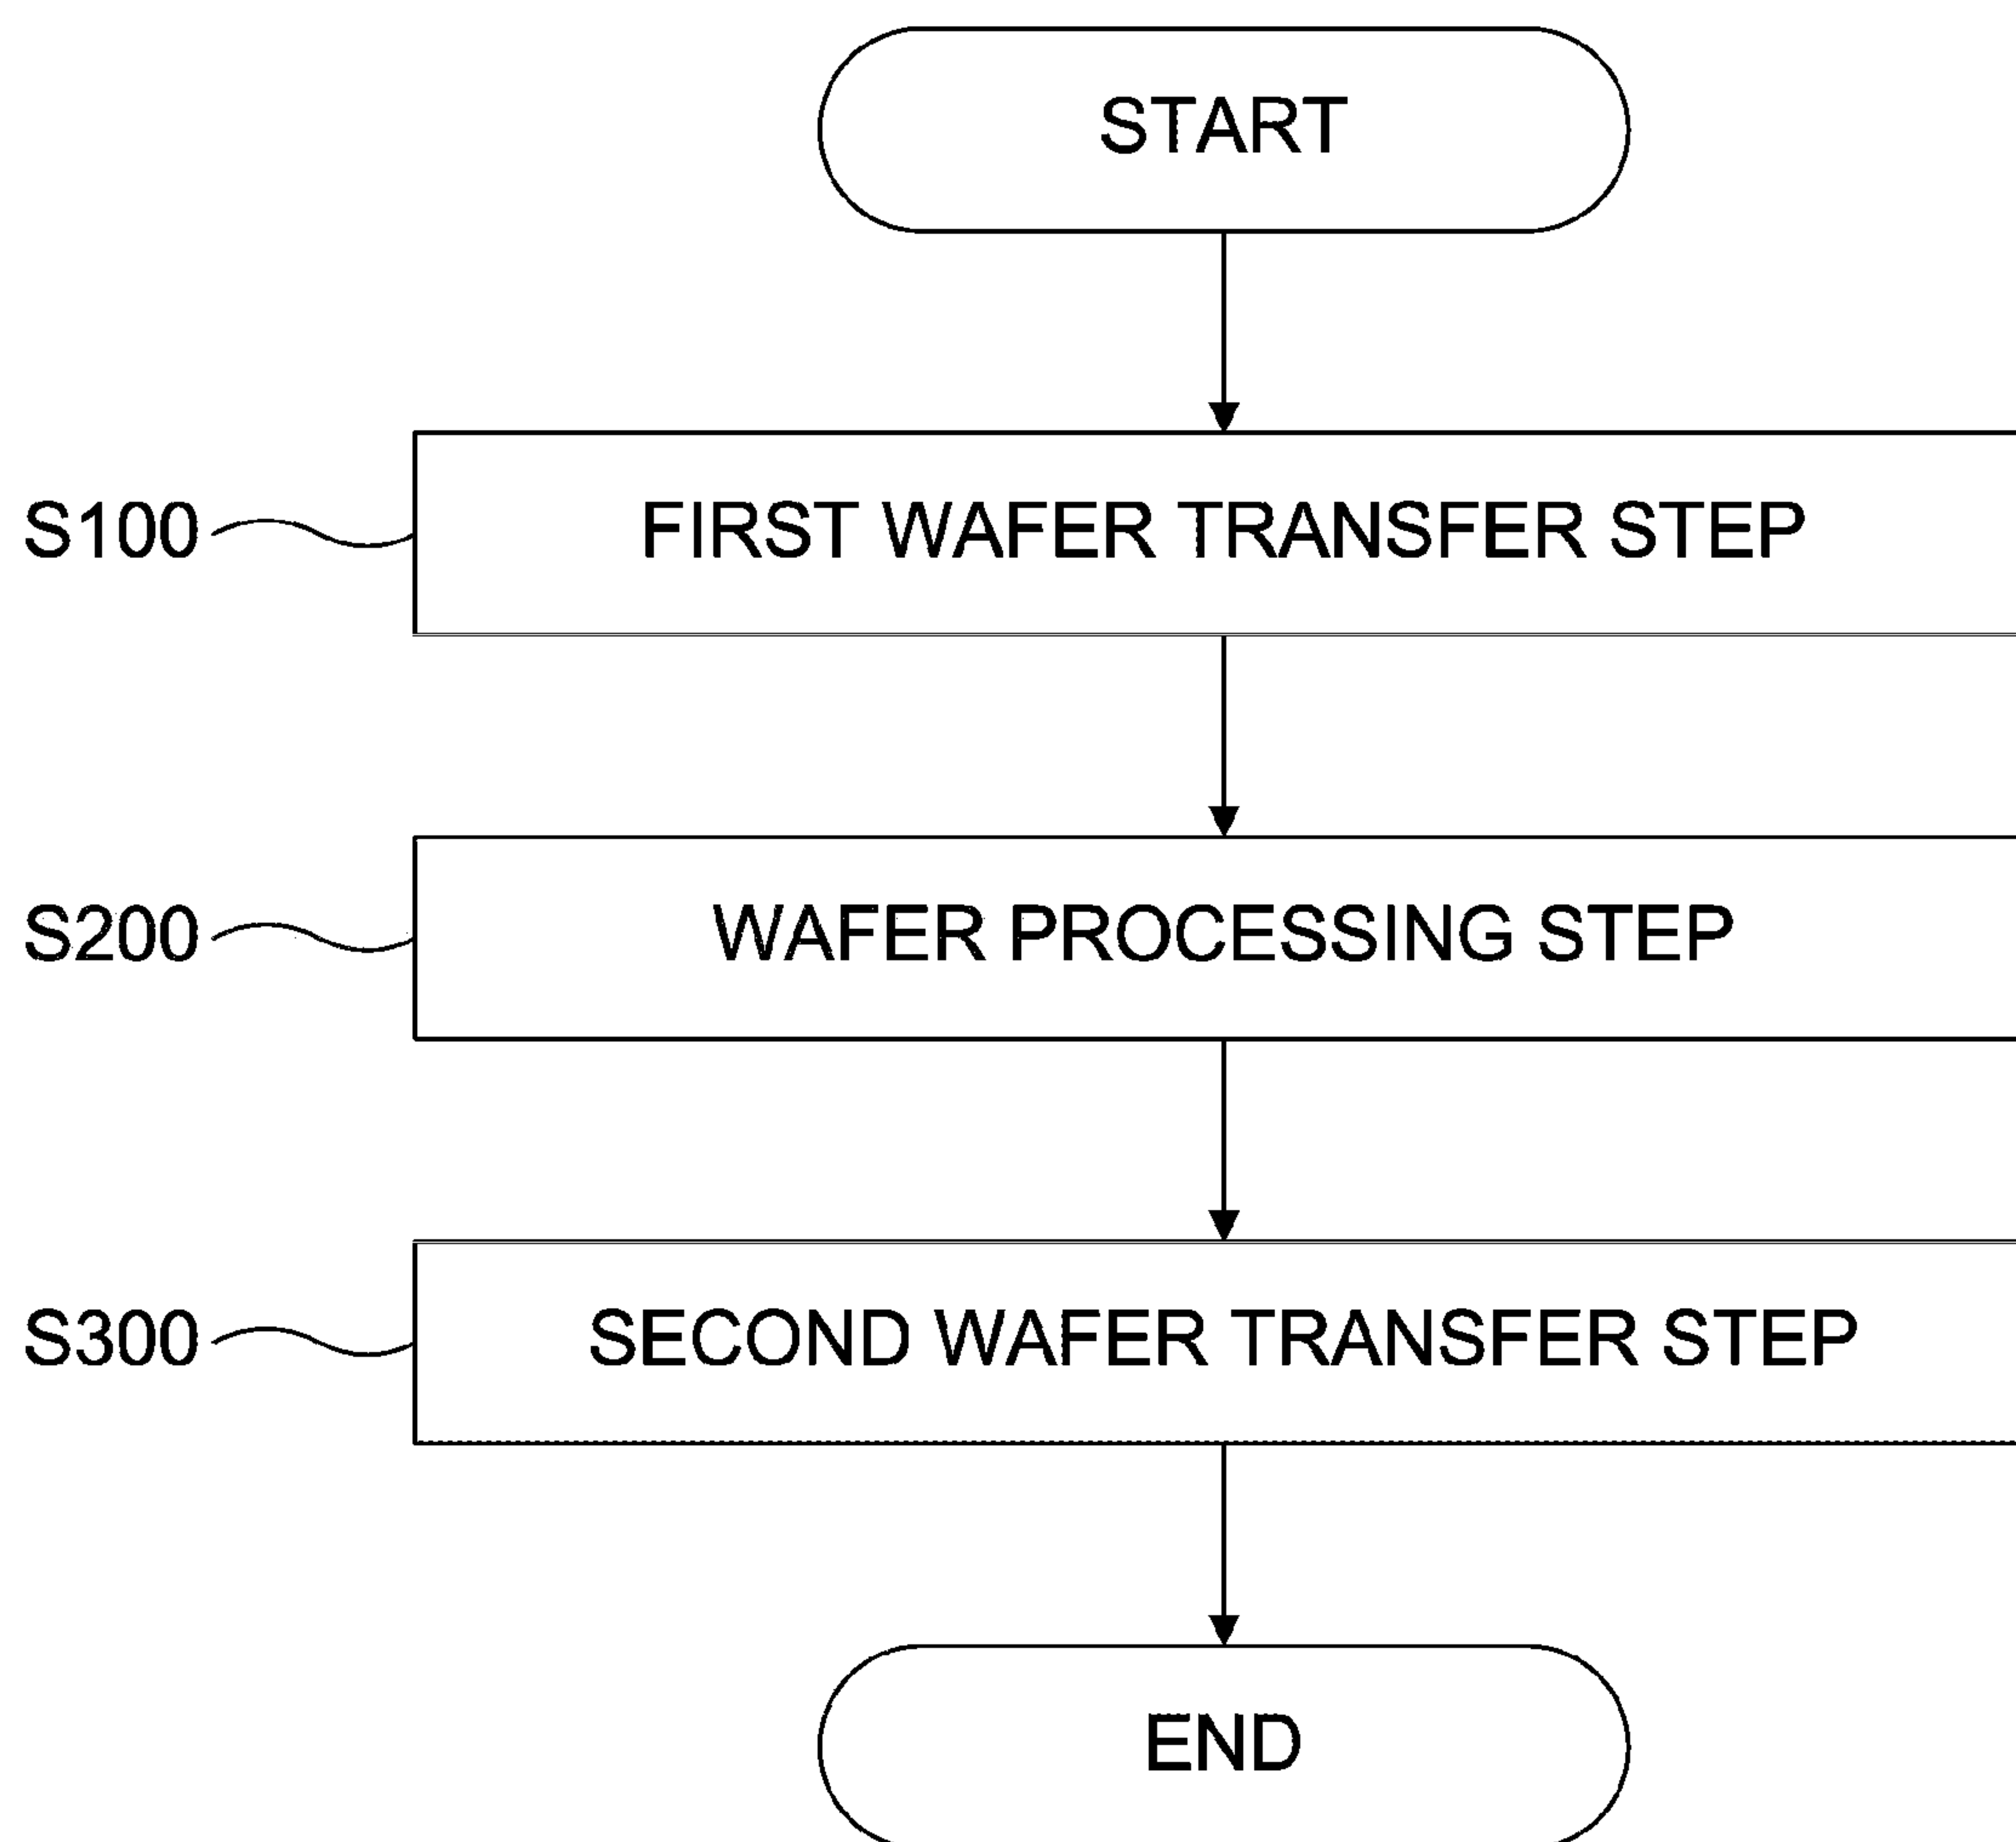 START
S100 FIRST WAFER TRANSFER STEP
S200 WAFER PROCESSING STEP
S300 SECOND WAFER TRANSFER STEP
END